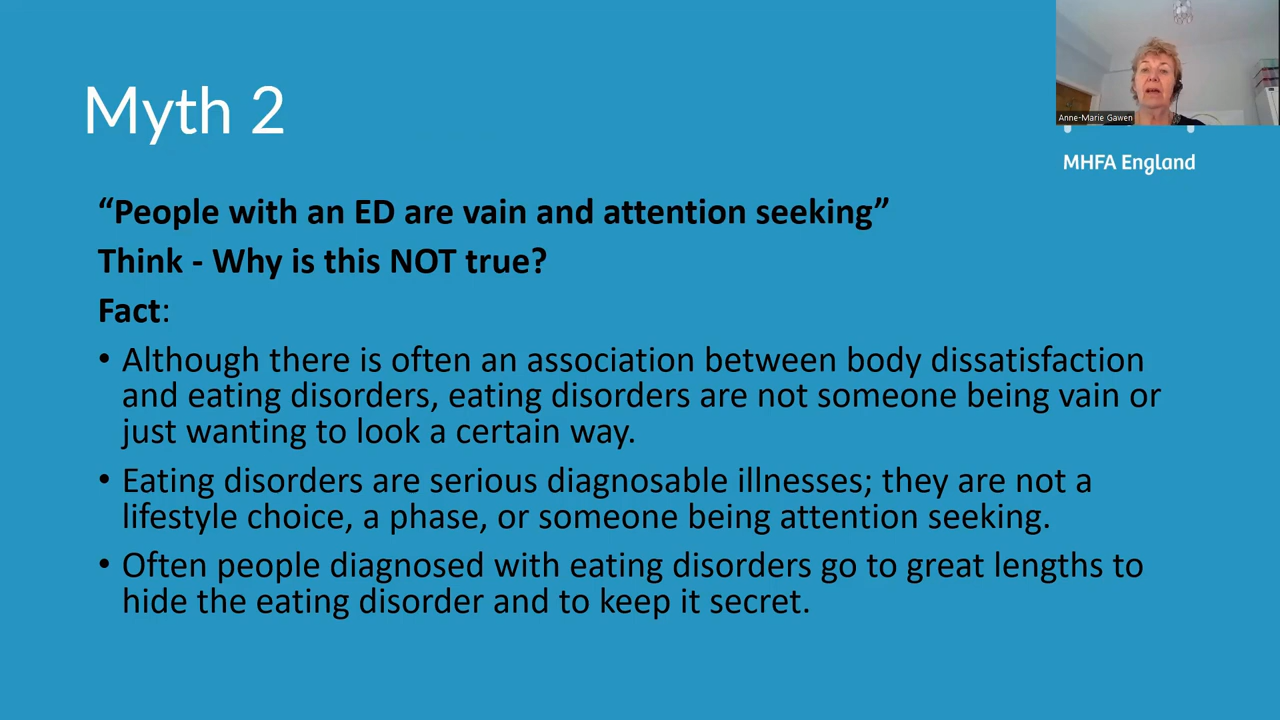 Myth 2
Anne-Marie Gawen
MHFA England
“People with an ED are vain and attention seeking”
Think - Why is this NOT true?
Fact:
• Although there is often an association between body dissatisfaction
and eating disorders, eating disorders are not someone being vain or
just wanting to look a certain way.
• Eating disorders are serious diagnosable illnesses; they are not a
lifestyle choice, a phase, or someone being attention seeking.
• Often people diagnosed with eating disorders go to great lengths to
hide the eating disorder and to keep it secret.